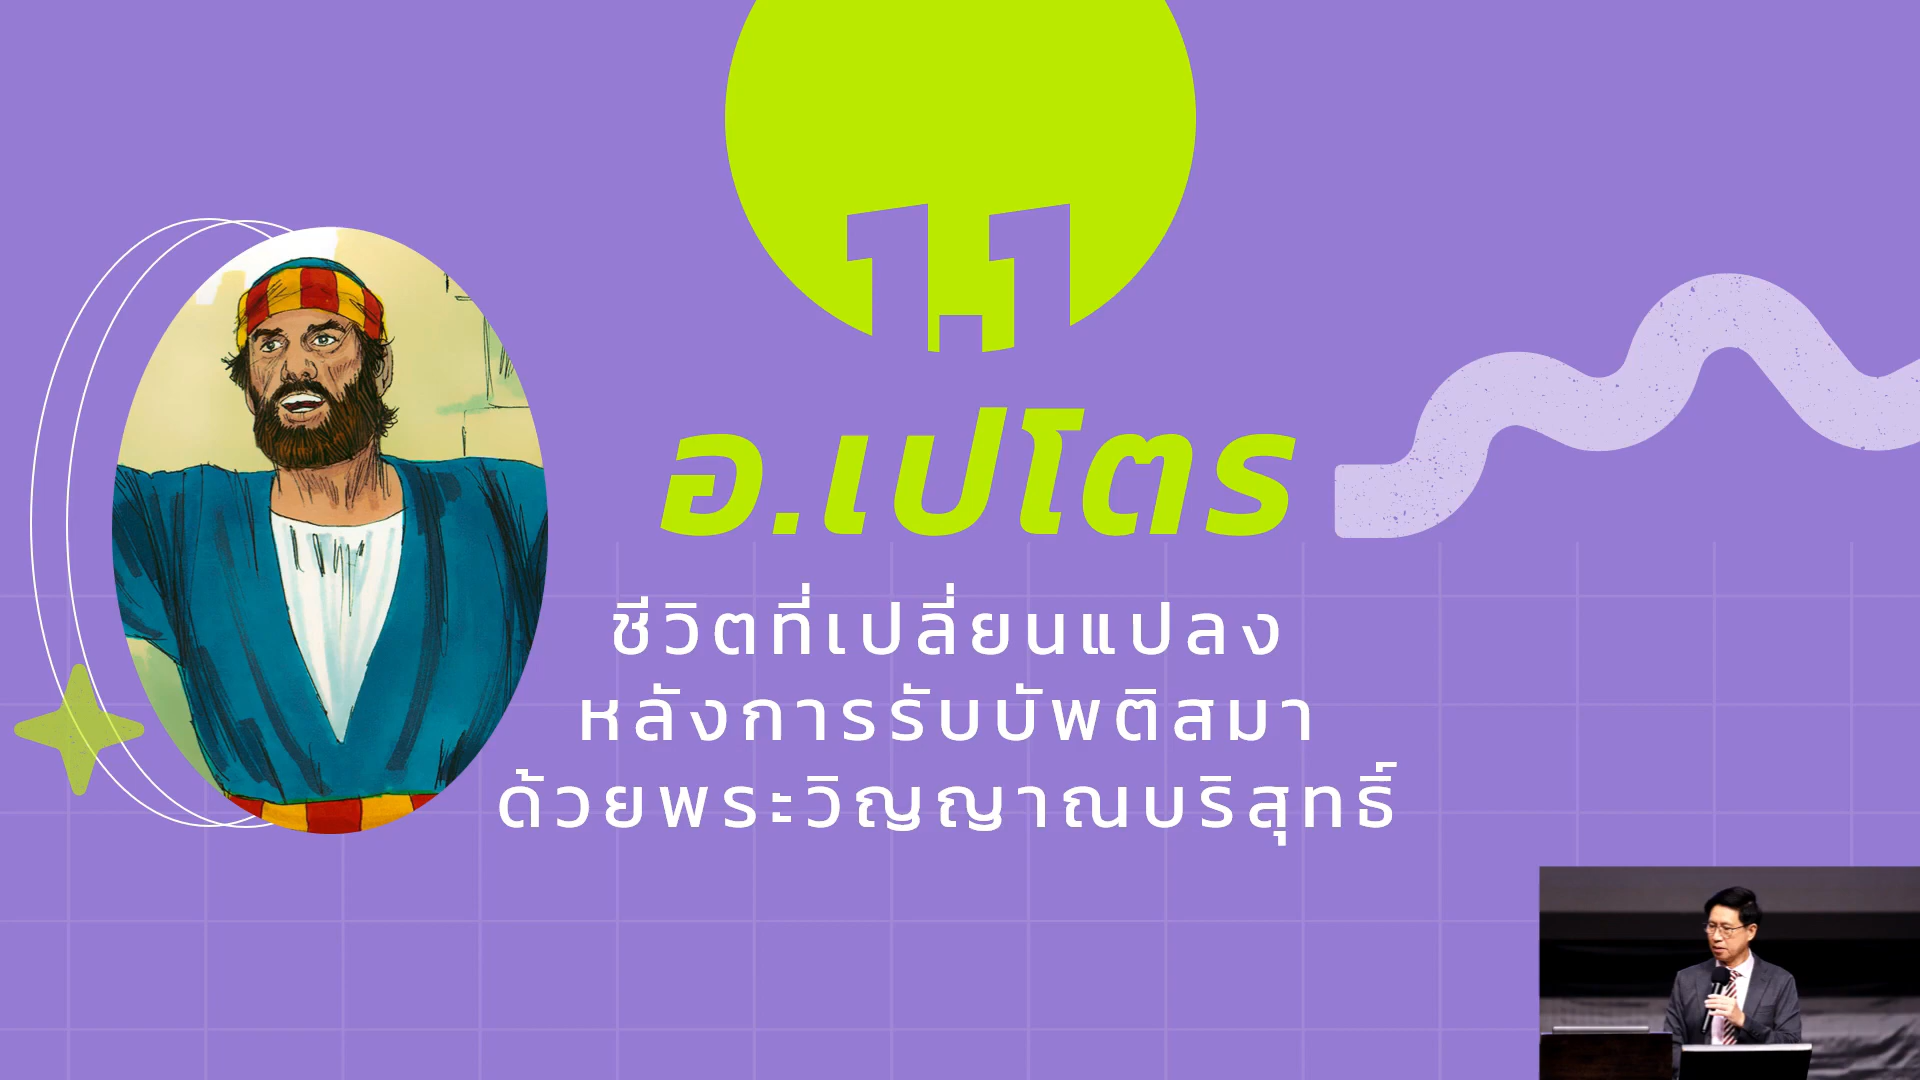 1.1
อ.เปโตร
ชีวิตที่เปลี่ยนแปลง
หลังการรับบัพติสมา
ด้วยพระวิญญาณบริสุทธิ์